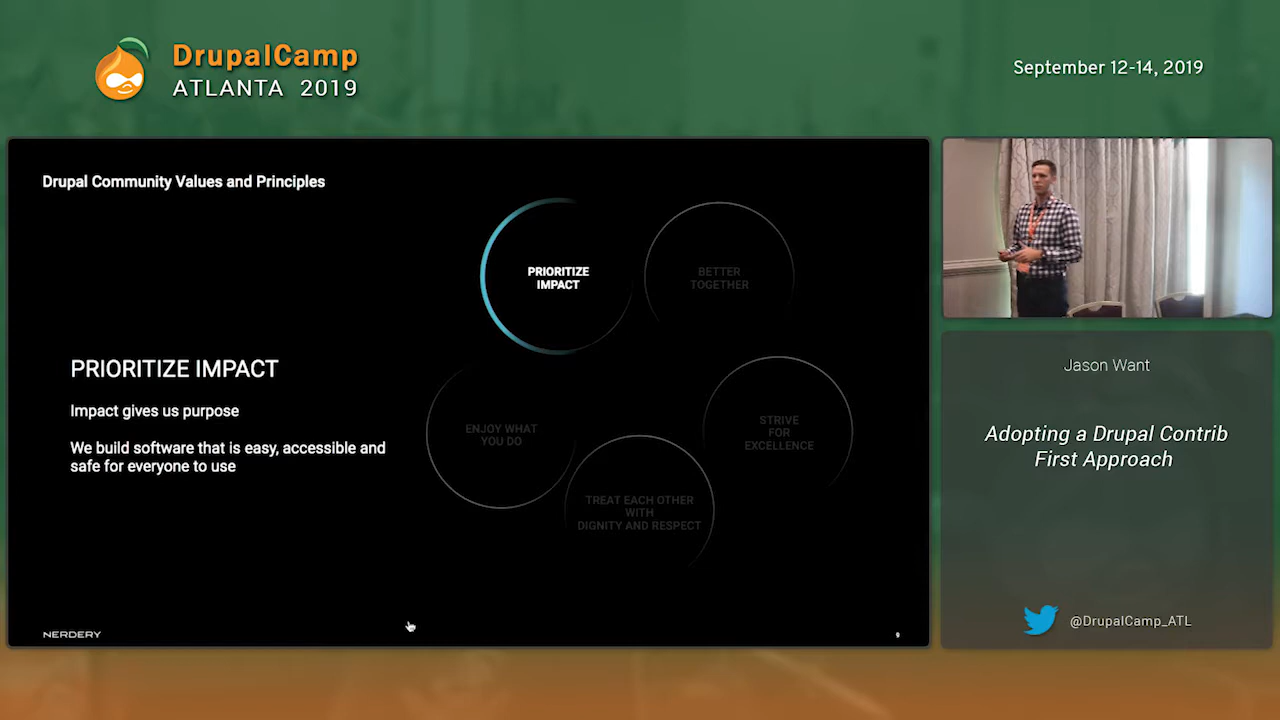 DrupalCamp
ATLANTA 2019
September 12-14, 2019
Drupal Community Values and Principles
PRIORITIZE
IMPACT
BETTER
TOGETHER
PRIORITIZE IMPACT
Impact gives us purpose
We build software that is easy, accessible and
safe for everyone to use
ENJOY WHAT
YOU DO
STRIVE
FOR
EXCELLENCE
TREAT EACH OTHER
WITH
DIGNITY AND RESPECT
NERDERY
9
Jason Want
Adopting a Drupal Contrib
First Approach
@DrupalCamp_ATL